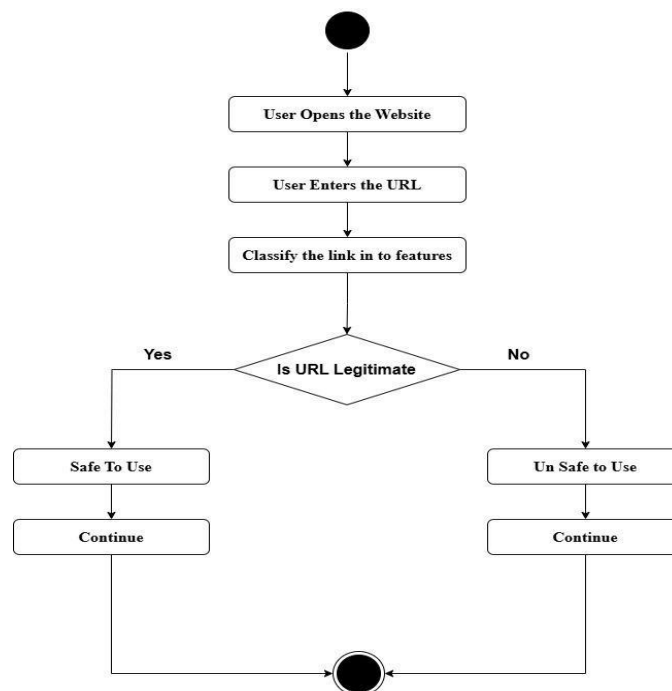 User Opens the Website
User Enters the URL
Classify the link in to features
Yes
No
Is URL Legitimate
Safe To Use
Un Safe to Use
Continue
Continue